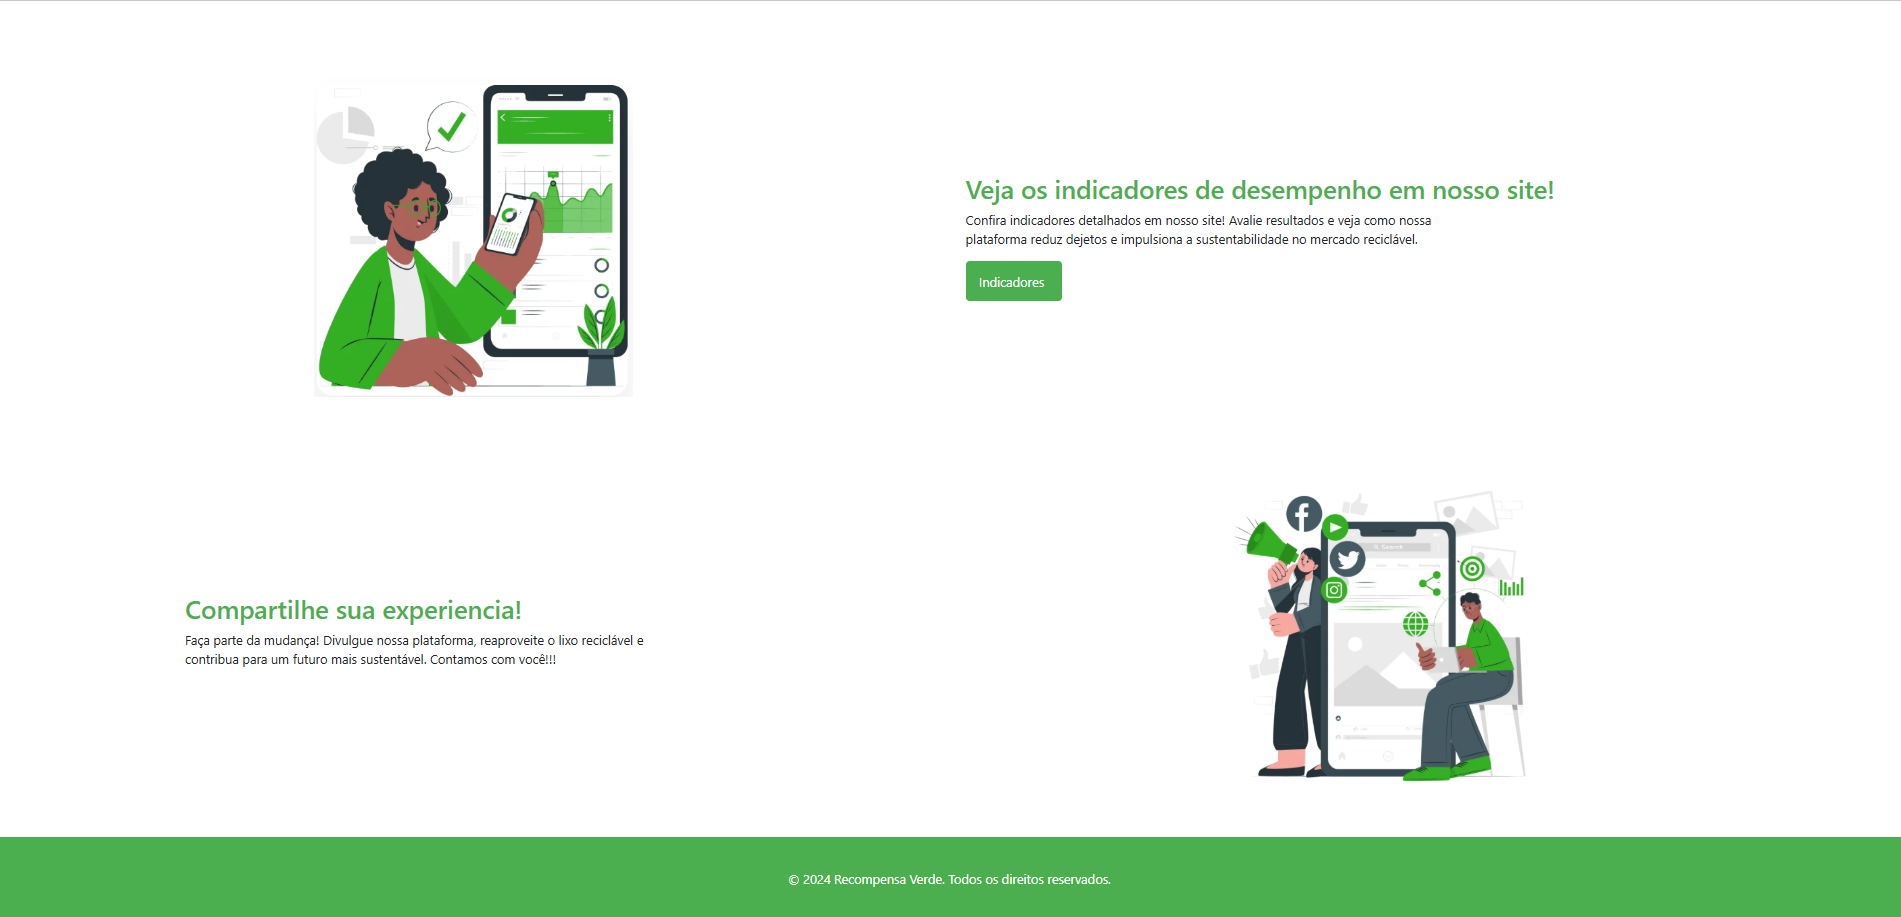 Veja os indicadores de desempenho em nosso site!
Confira indicadores detalhados em nosso site! Avalie resultados e veja como nossa
plataforma reduz dejetos e impulsiona a sustentabilidade no mercado reciclável.
Indicadores
Search
Compartilhe sua experiencia!
Faça parte da mudança! Divulgue nossa plataforma, reaproveite o lixo reciclável e
contribua para um futuro mais sustentável. Contamos com você!!!
© 2024 Recompensa Verde. Todos os direitos reservados.